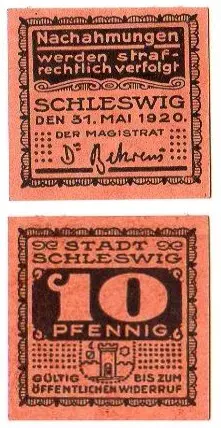 Nachahmungen
werden straf-
rechtlich verfolgt
SCHLESWIG
DEN 31. MAI 1920.
DER MAGISTRAT
Dr Behrens
STADT
SCHLESWIG
10
PFENNIG
GÜLTIG BIS ZUM
ÖFFENTLICHEN WIDERRUF